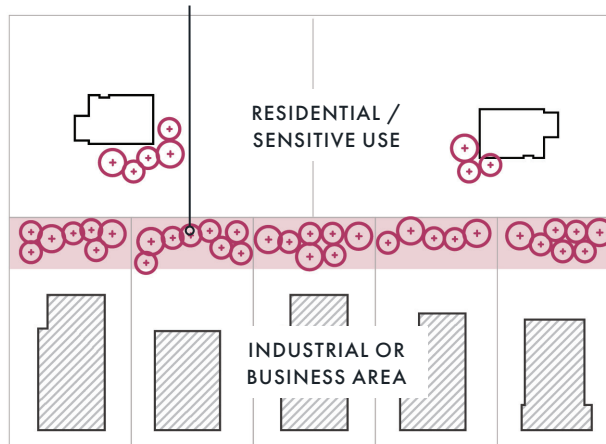 RESIDENTIAL /
SENSITIVE USE
INDUSTRIAL OR
BUSINESS AREA